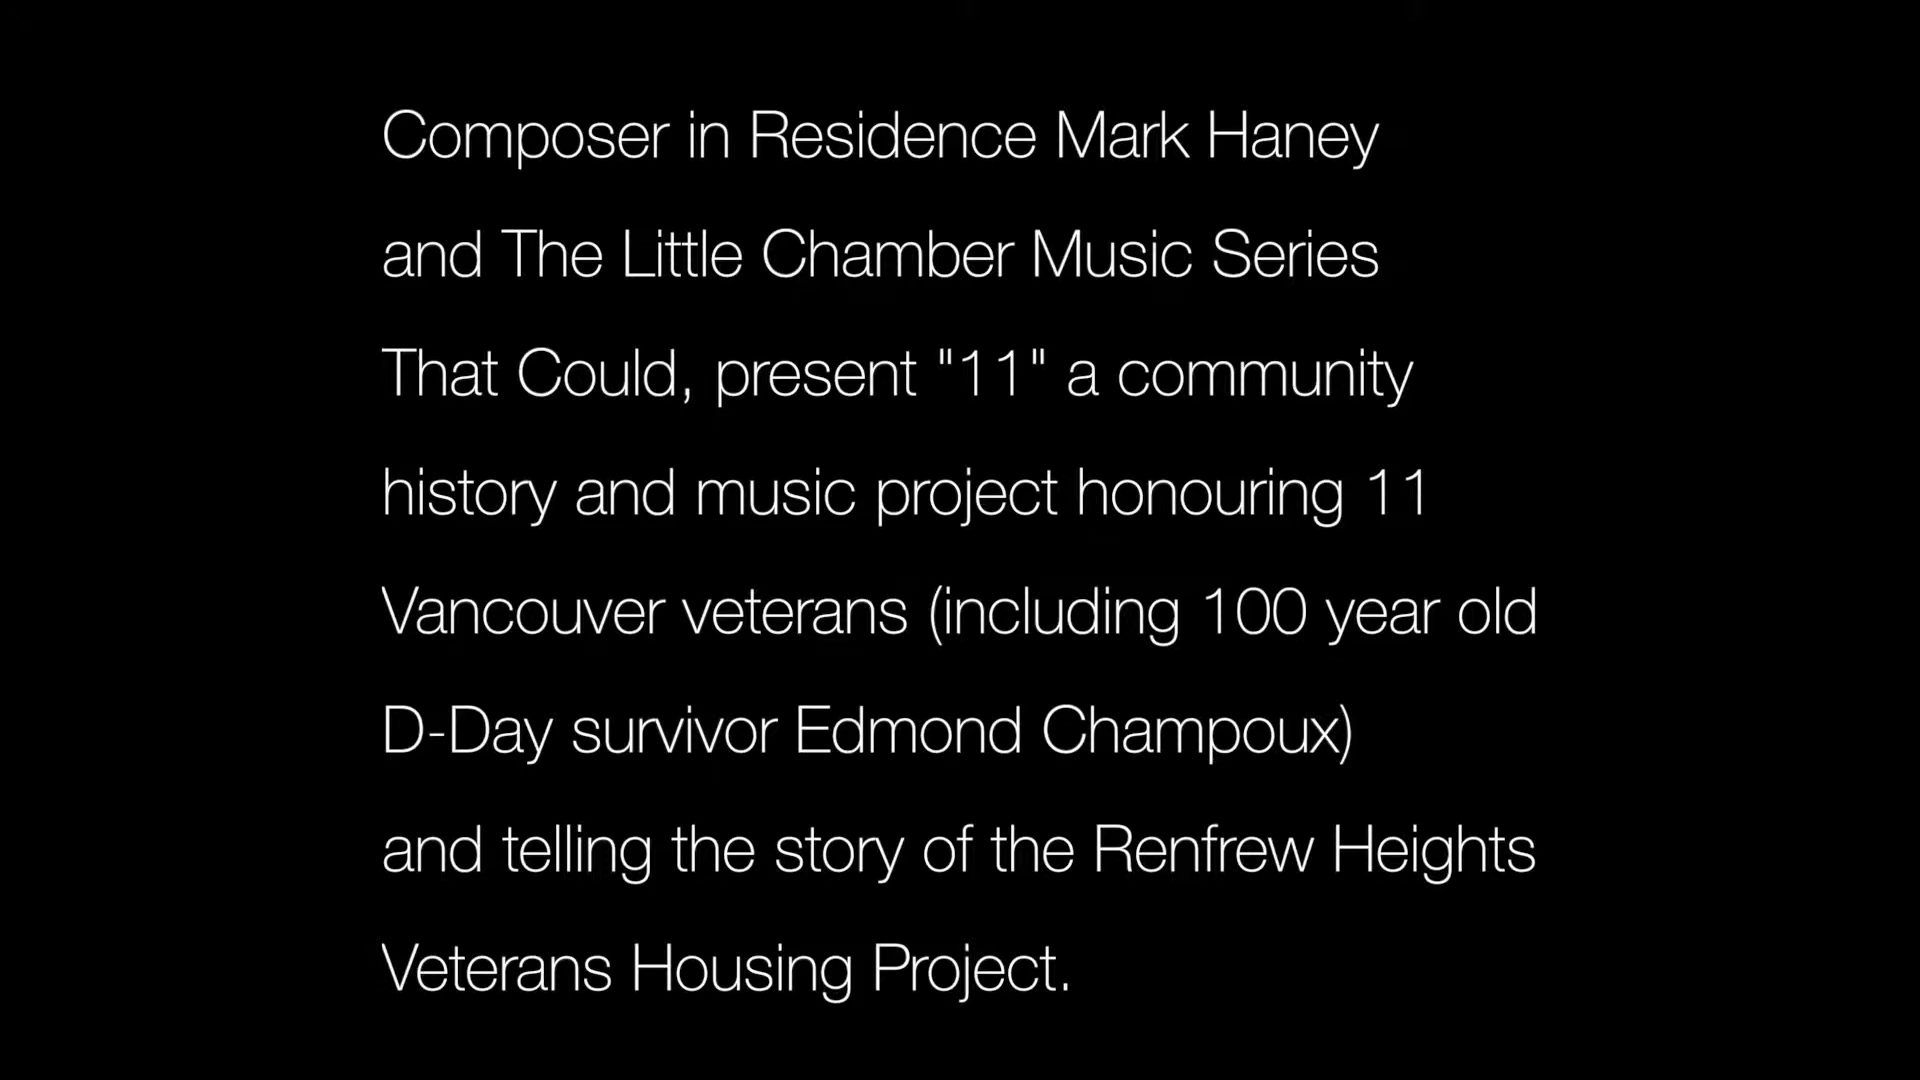 Composer in Residence Mark Haney
and The Little Chamber Music Series
That Could, present "11" a community
history and music project honouring 11
Vancouver veterans (including 100 year old
D-Day survivor Edmond Champoux)
and telling the story of the Renfrew Heights
Veterans Housing Project.